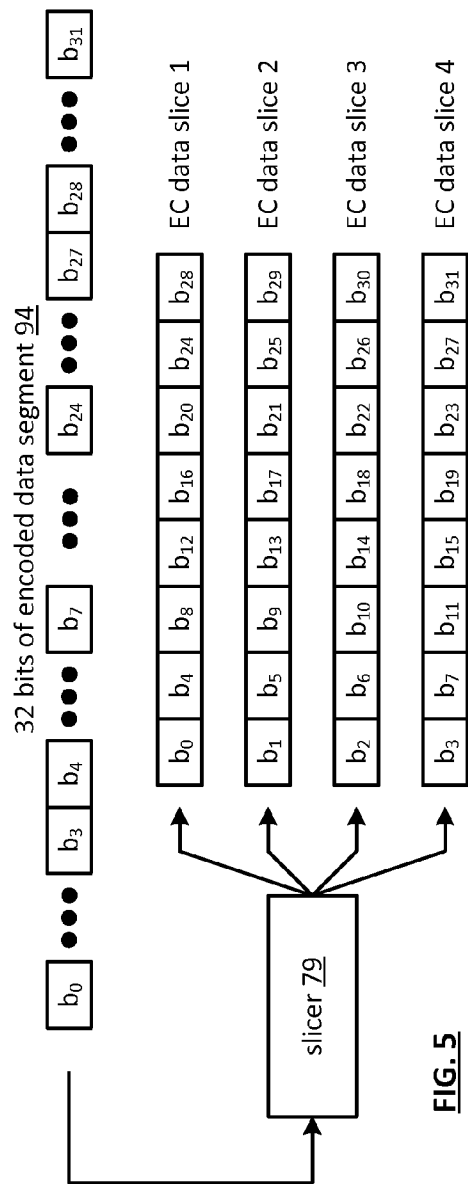 32 bits of encoded data segment 94
b0 ••• b3 b4 ••• b7 ••• b24 ••• b27 b28 ••• b31
slicer 79
b0 b4 b8 b12 b16 b20 b24 b28 EC data slice 1
b1 b5 b9 b13 b17 b21 b25 b29 EC data slice 2
b2 b6 b10 b14 b18 b22 b26 b30 EC data slice 3
b3 b7 b11 b15 b19 b23 b27 b31 EC data slice 4
FIG. 5